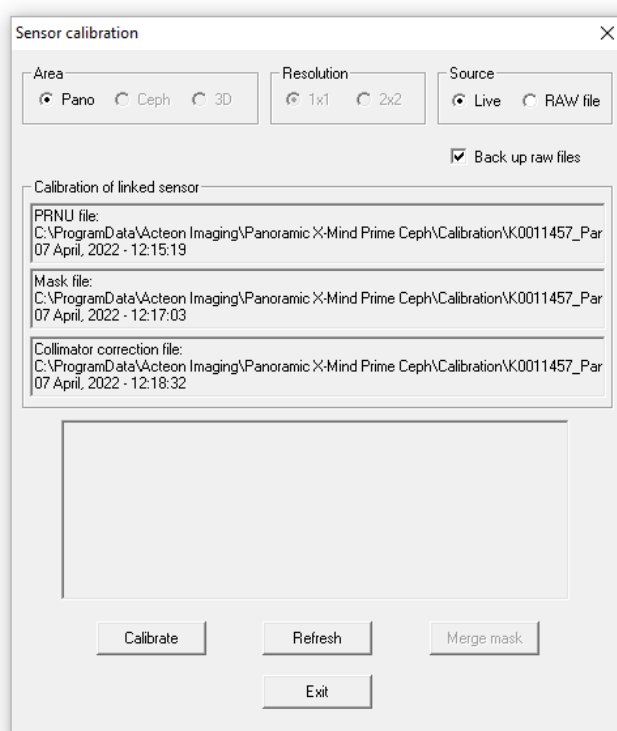 Sensor calibration
Area
Pano Ceph 3D
Resolution
1x1 2x2
Source
Live RAW file
Back up raw files
Calibration of linked sensor
PRNU file:
C:\ProgramData\Acteon Imaging\Panoramic X-Mind Prime Ceph\Calibration\K0011457_Par
07 April, 2022 - 12:15:19
Mask file:
C:\ProgramData\Acteon Imaging\Panoramic X-Mind Prime Ceph\Calibration\K0011457_Par
07 April, 2022 - 12:17:03
Collimator correction file:
C:\ProgramData\Acteon Imaging\Panoramic X-Mind Prime Ceph\Calibration\K0011457_Par
07 April, 2022 - 12:18:32
Calibrate Refresh Merge mask
Exit